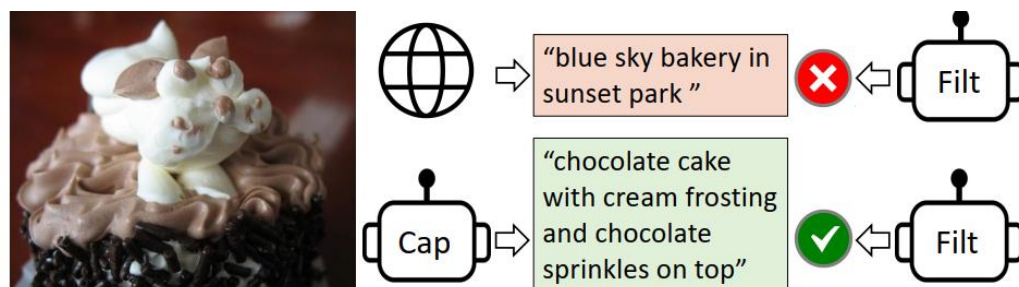 “blue sky bakery in
sunset park ”
Filt
“chocolate cake
with cream frosting
and chocolate
sprinkles on top”
Cap
Filt